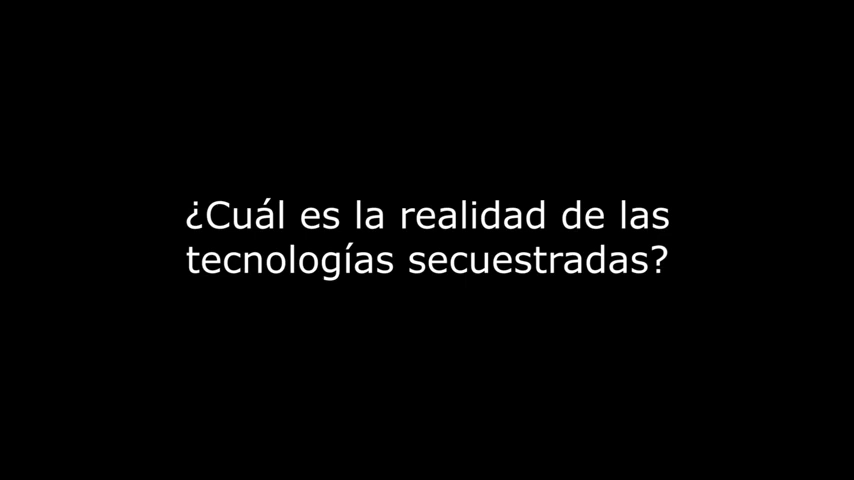 ¿Cuál es la realidad de las
tecnologías secuestradas?